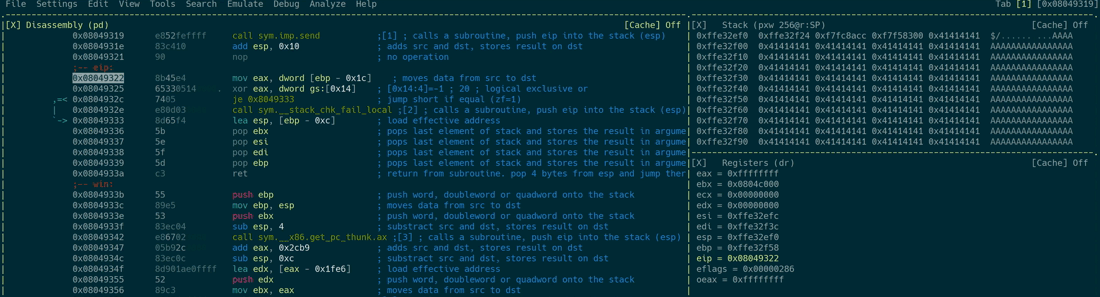 File Settings Edit View Tools Search Emulate Debug Analyze Help Tab [1] [0x08049319]
[X] Disassembly (pd) [Cache] Off
0x08049319 e852feffff call sym.imp.send ;[1] ; calls a subroutine, push eip into the stack (esp)
0x0804931e 83c410 add esp, 0x10 ; adds src and dst, stores result on dst
0x08049321 90 nop ; no operation
;-- eip:
0x08049322 8b45e4 mov eax, dword [ebp - 0x1c] ; moves data from src to dst
0x08049325 65330514 . xor eax, dword gs:[0x14] ; [0x14:4]=-1 ; 20 ; logical exclusive or
,=< 0x0804932c 7405 je 0x8049333 ; jump short if equal (zf=1)
| 0x0804932e e80d03 call sym.__stack_chk_fail_local ;[2] ; calls a subroutine, push eip into the stack (esp)
`-> 0x08049333 8d65f4 lea esp, [ebp - 0xc] ; load effective address
0x08049336 5b pop ebx ; pops last element of stack and stores the result in argume
0x08049337 5e pop esi ; pops last element of stack and stores the result in argume
0x08049338 5f pop edi ; pops last element of stack and stores the result in argume
0x08049339 5d pop ebp ; pops last element of stack and stores the result in argume
0x0804933a c3 ret ; return from subroutine. pop 4 bytes from esp and jump ther
;-- win:
0x0804933b 55 push ebp ; push word, doubleword or quadword onto the stack
0x0804933c 89e5 mov ebp, esp ; moves data from src to dst
0x0804933e 53 push ebx ; push word, doubleword or quadword onto the stack
0x0804933f 83ec04 sub esp, 4 ; substract src and dst, stores result on dst
0x08049342 e86702 call sym.__x86.get_pc_thunk.ax ;[3] ; calls a subroutine, push eip into the stack (esp)
0x08049347 05b92c add eax, 0x2cb9 ; adds src and dst, stores result on dst
0x0804934c 83ec0c sub esp, 0xc ; substract src and dst, stores result on dst
0x0804934f 8d901ae0ffff lea edx, [eax - 0x1fe6] ; load effective address
0x08049355 52 push edx ; push word, doubleword or quadword onto the stack
0x08049356 89c3 mov ebx, eax ; moves data from src to dst
[X] Stack (pxw 256@r:SP) [Cache] Off
0xffe32ef0 0xffe32f24 0xf7fc8acc 0xf7f58300 0x41414141 $/...... ...AAAA
0xffe32f00 0x41414141 0x41414141 0x41414141 0x41414141 AAAAAAAAAAAAAAAA
0xffe32f10 0x41414141 0x41414141 0x41414141 0x41414141 AAAAAAAAAAAAAAAA
0xffe32f20 0x41414141 0x41414141 0x41414141 0x41414141 AAAAAAAAAAAAAAAA
0xffe32f30 0x41414141 0x41414141 0x41414141 0x41414141 AAAAAAAAAAAAAAAA
0xffe32f40 0x41414141 0x41414141 0x41414141 0x41414141 AAAAAAAAAAAAAAAA
0xffe32f50 0x41414141 0x41414141 0x41414141 0x41414141 AAAAAAAAAAAAAAAA
0xffe32f60 0x41414141 0x41414141 0x41414141 0x41414141 AAAAAAAAAAAAAAAA
0xffe32f70 0x41414141 0x41414141 0x41414141 0x41414141 AAAAAAAAAAAAAAAA
0xffe32f80 0x41414141 0x41414141 0x41414141 0x41414141 AAAAAAAAAAAAAAAA
0xffe32f90 0x41414141 0x41414141 0x41414141 0x41414141 AAAAAAAAAAAAAAAA
[X] Registers (dr) [Cache] Off
eax = 0xffffffff
ebx = 0x0804c000
ecx = 0x00000000
edx = 0x00000000
esi = 0xffe32efc
edi = 0xffe32f3c
esp = 0xffe32ef0
ebp = 0xffe32f58
eip = 0x08049322
eflags = 0x00000286
oeax = 0xffffffff